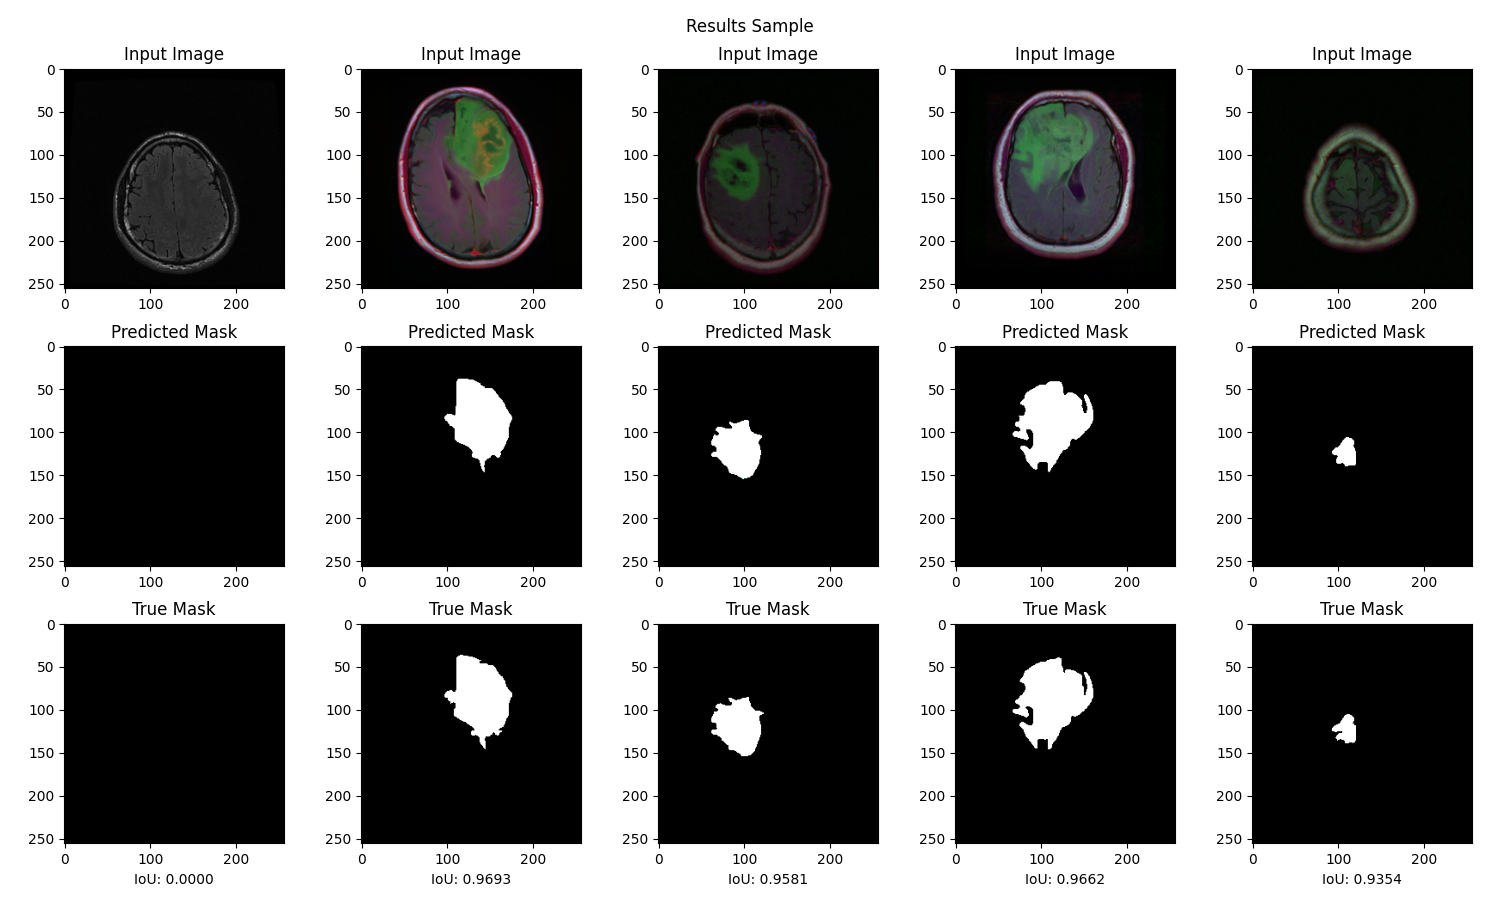 Results Sample
Input Image Input Image Input Image Input Image Input Image
0 0 0 0 0
50 50 50 50 50
100 100 100 100 100
150 150 150 150 150
200 200 200 200 200
250 250 250 250 250
0 100 200 0 100 200 0 100 200 0 100 200 0 100 200
Predicted Mask Predicted Mask Predicted Mask Predicted Mask Predicted Mask
0 0 0 0 0
50 50 50 50 50
100 100 100 100 100
150 150 150 150 150
200 200 200 200 200
250 250 250 250 250
0 100 200 0 100 200 0 100 200 0 100 200 0 100 200
True Mask True Mask True Mask True Mask True Mask
0 0 0 0 0
50 50 50 50 50
100 100 100 100 100
150 150 150 150 150
200 200 200 200 200
250 250 250 250 250
0 100 200 0 100 200 0 100 200 0 100 200 0 100 200
IoU: 0.0000 IoU: 0.9693 IoU: 0.9581 IoU: 0.9662 IoU: 0.9354